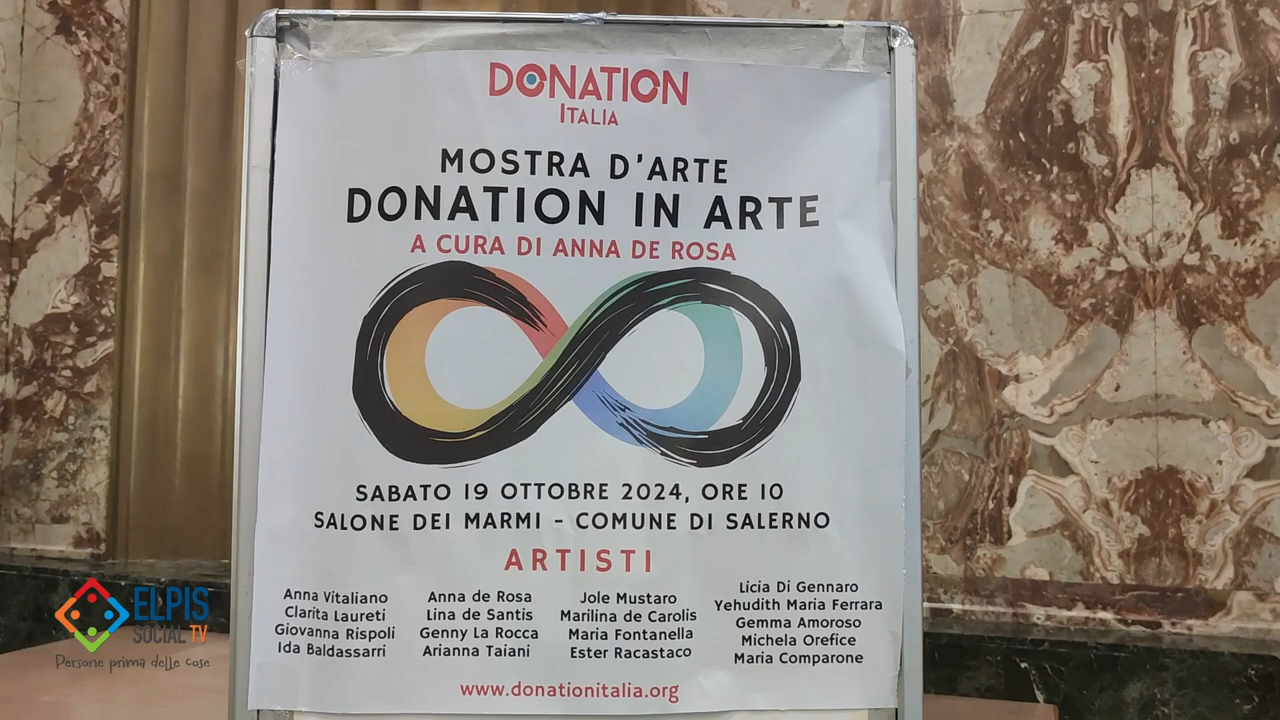 DONATION
ITALIA
MOSTRA D'ARTE
DONATION IN ARTE
A CURA DI ANNA DE ROSA
SABATO 19 OTTOBRE 2024, ORE 10
SALONE DEI MARMI - COMUNE DI SALERNO
ARTISTI
Anna Vitaliano
Clarita Laureti
Giovanna Rispoli
Ida Baldassarri
Anna de Rosa
Lina de Santis
Genny La Rocca
Arianna Taiani
Jole Mustaro
Marilina de Carolis
Maria Fontanella
Ester Racastaco
Licia Di Gennaro
Yehudith Maria Ferrara
Gemma Amoroso
Michela Orefice
Maria Comparone
www.donationitalia.org
ELPIS
SOCIAL TV
Persone prima delle cose